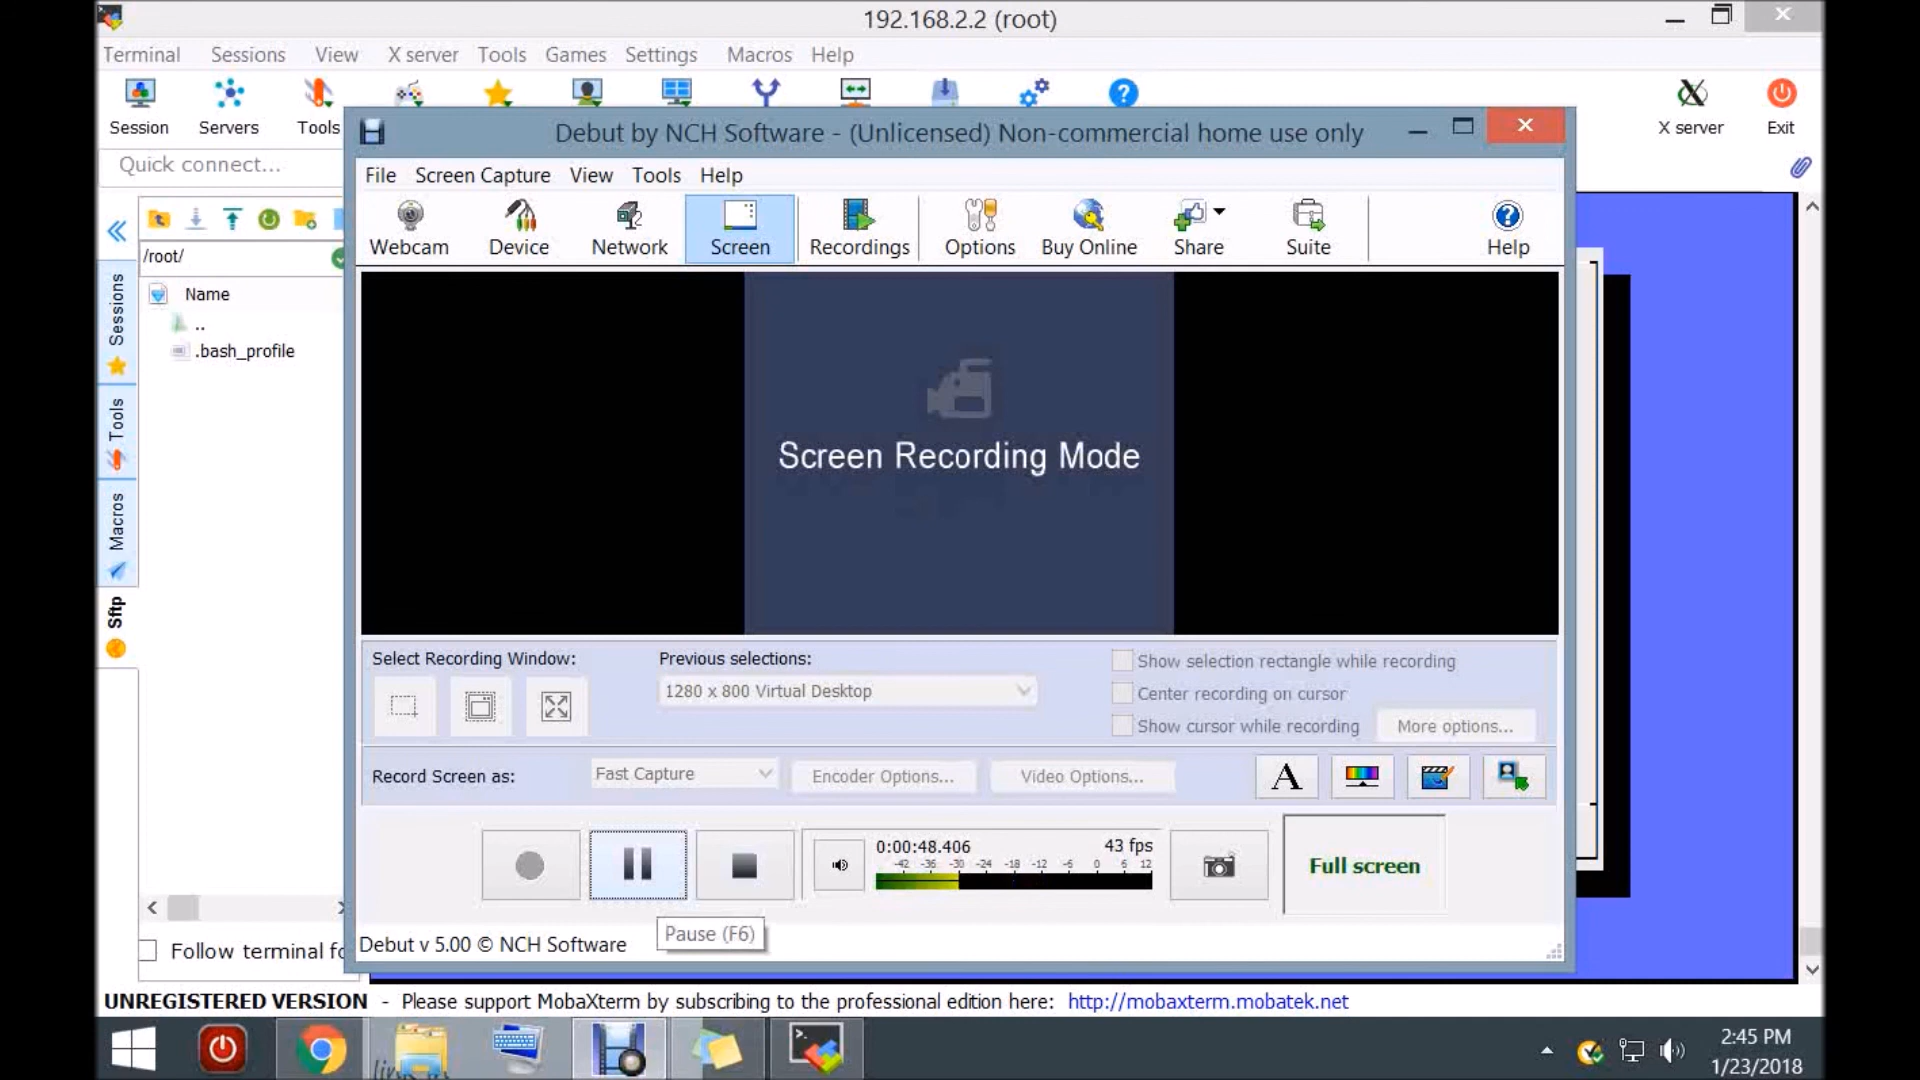 192.168.2.2 (root)
Terminal Sessions View X server Tools Games Settings Macros Help
Session Servers Tools X server Exit
Quick connect...
Debut by NCH Software - (Unlicensed) Non-commercial home use only
File Screen Capture View Tools Help
Webcam Device Network Screen Recordings Options Buy Online Share Suite Help
/root/
Name
..
.bash_profile
Sessions
Tools
Macros
Sftp
Screen Recording Mode
Select Recording Window:
Previous selections:
1280 x 800 Virtual Desktop
Show selection rectangle while recording
Center recording on cursor
Show cursor while recording
More options...
Record Screen as:
Fast Capture
Encoder Options...
Video Options...
A
0:00:48.406 43 fps
-42 -36 -30 -24 -18 -12 -6 0 6 12
Full screen
Pause (F6)
Debut v 5.00 © NCH Software
Follow terminal fo
UNREGISTERED VERSION - Please support MobaXterm by subscribing to the professional edition here: http://mobaxterm.mobatek.net
2:45 PM
1/23/2018